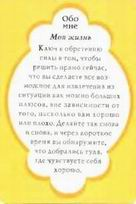 Обо
мне
Моя жизнь
Ключ к обретению
силы в том, чтобы
решить прямо сейчас,
что вы сделаете все воз-
можное для извлечения из
ситуации как можно больших
плюсов, вне зависимости от
того, насколько вам хорошо
или плохо. Делайте так снова
и снова, и через короткое
время вы обнаружите,
что добрались туда,
где чувствуете себя
хорошо.